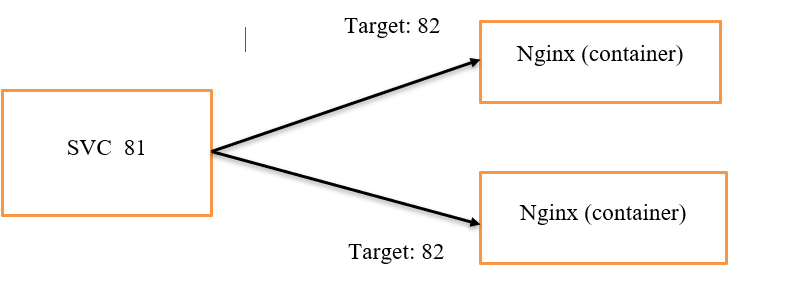 Target: 82
Nginx (container)
SVC 81
Nginx (container)
Target: 82